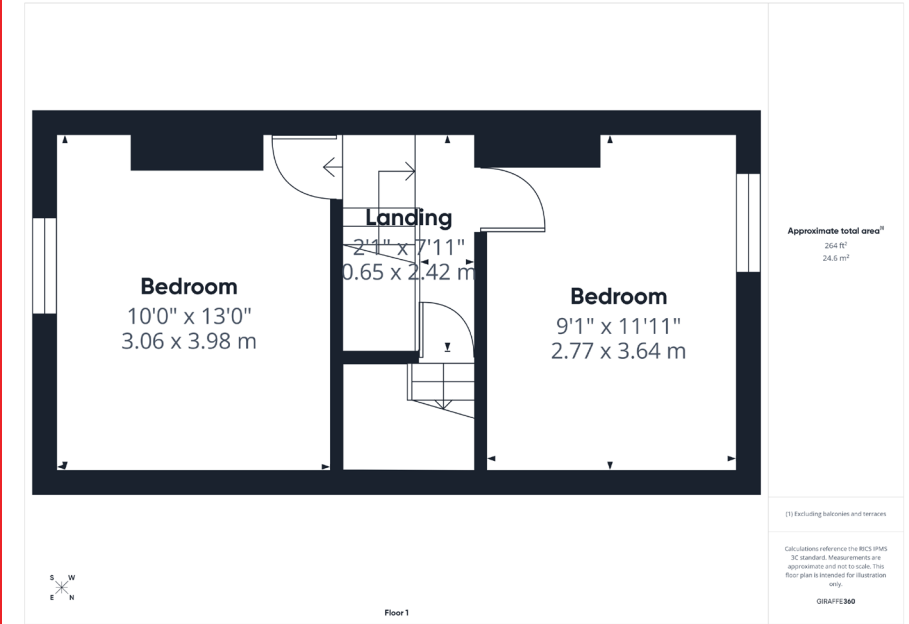 Landing
2'1" x 7'11"
0.65 x 2.42 m
Bedroom
10'0" x 13'0"
3.06 x 3.98 m
Bedroom
9'1" x 11'11"
2.77 x 3.64 m
Approximate total area⁽¹⁾
264 ft²
24.6 m²
(1) Excluding balconies and terraces
Calculations reference the RICS IPMS
3C standard. Measurements are
approximate and not to scale. This
floor plan is intended for illustration
only.
GIRAFFE360
S W
E N
Floor 1